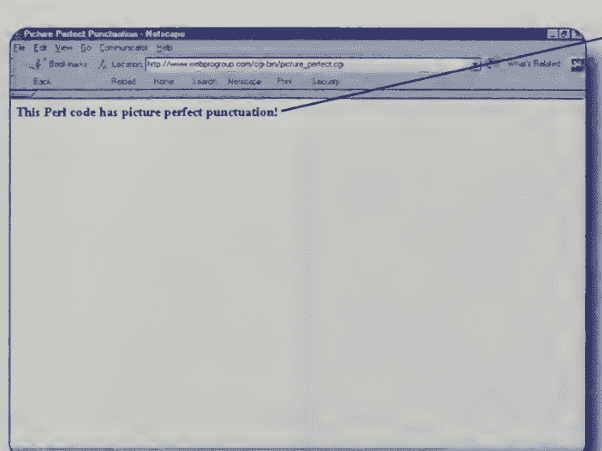 Picture Perfect Punctuation - Netscape
File Edit View Go Communicator Help
Bookmarks Location: http://www.webprogroup.com/cgi-bin/picture_perfect.cgi What's Related
Back Reload Home Search Netscape Print Security
This Perl code has picture perfect punctuation!